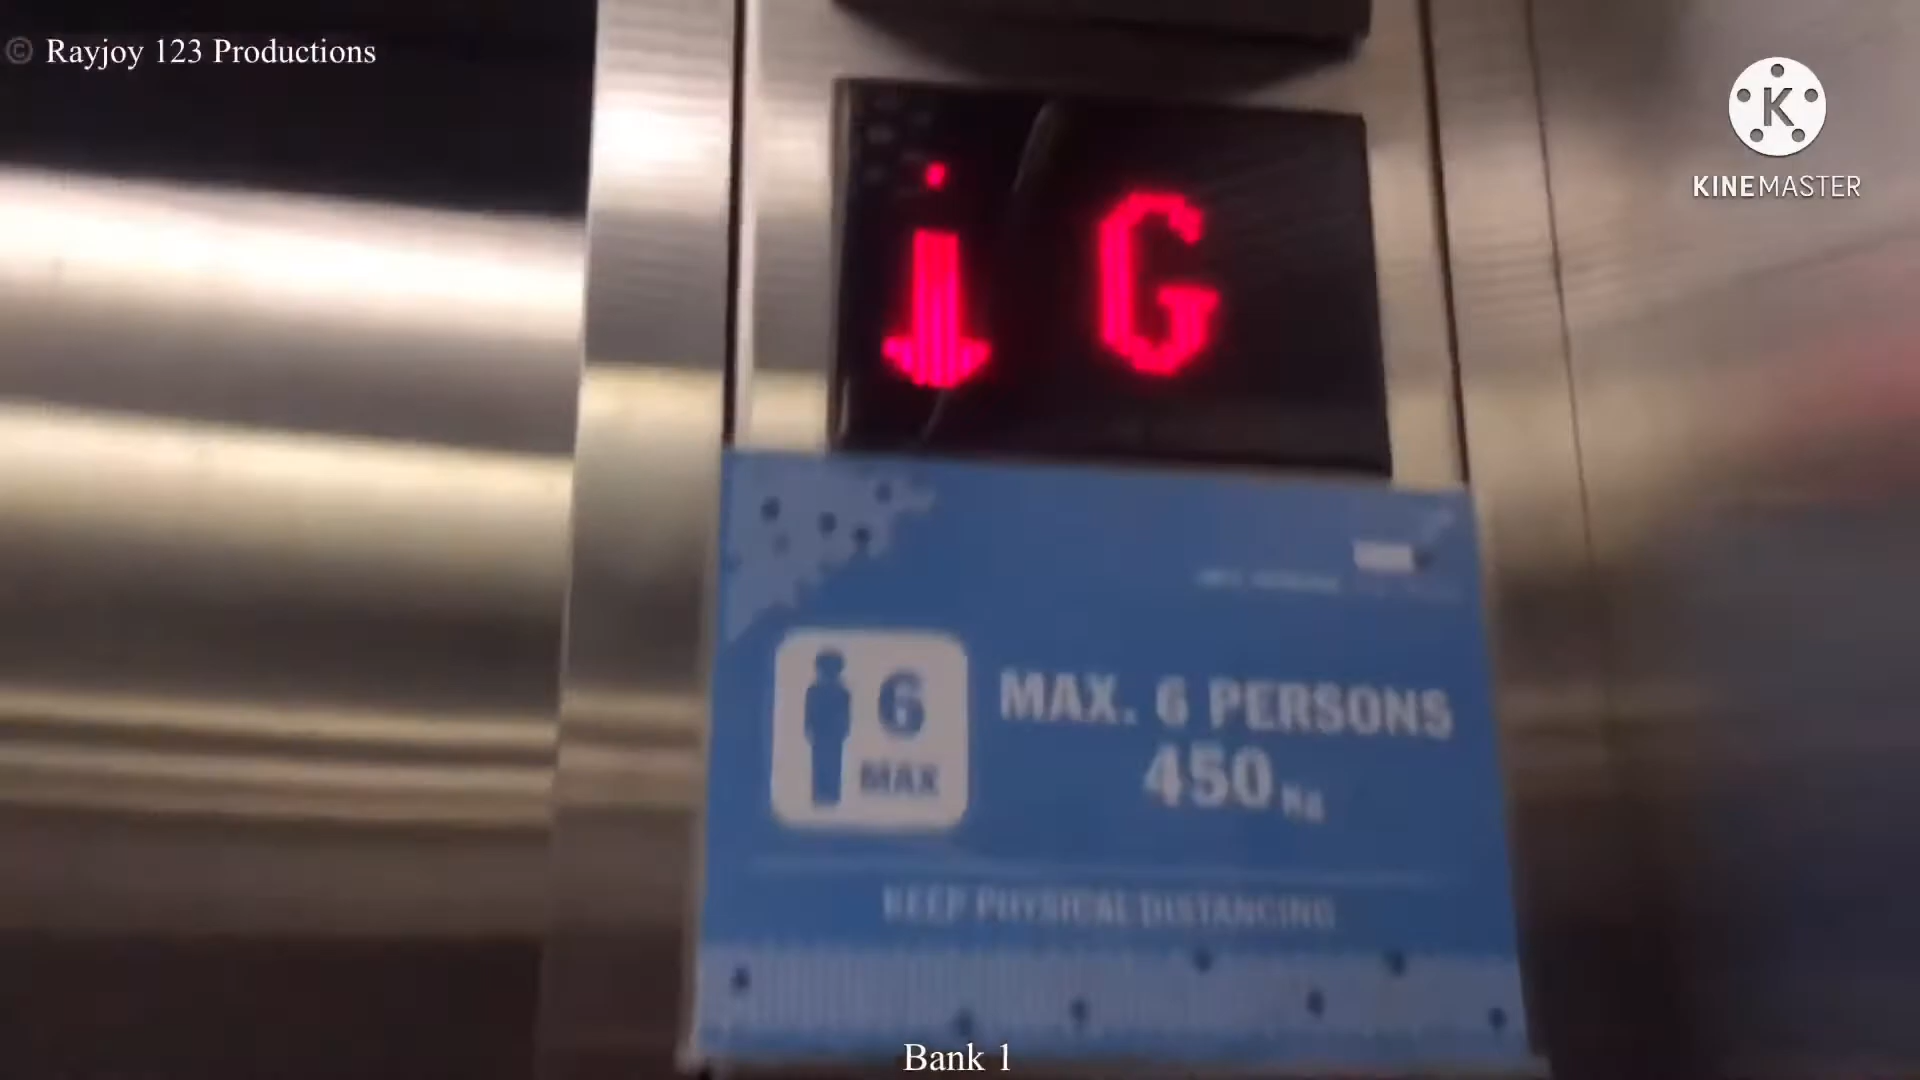 © Rayjoy 123 Productions
K
KINEMASTER
G
6
MAX
MAX. 6 PERSONS
450 KG
KEEP PHYSICAL DISTANCING
Bank 1